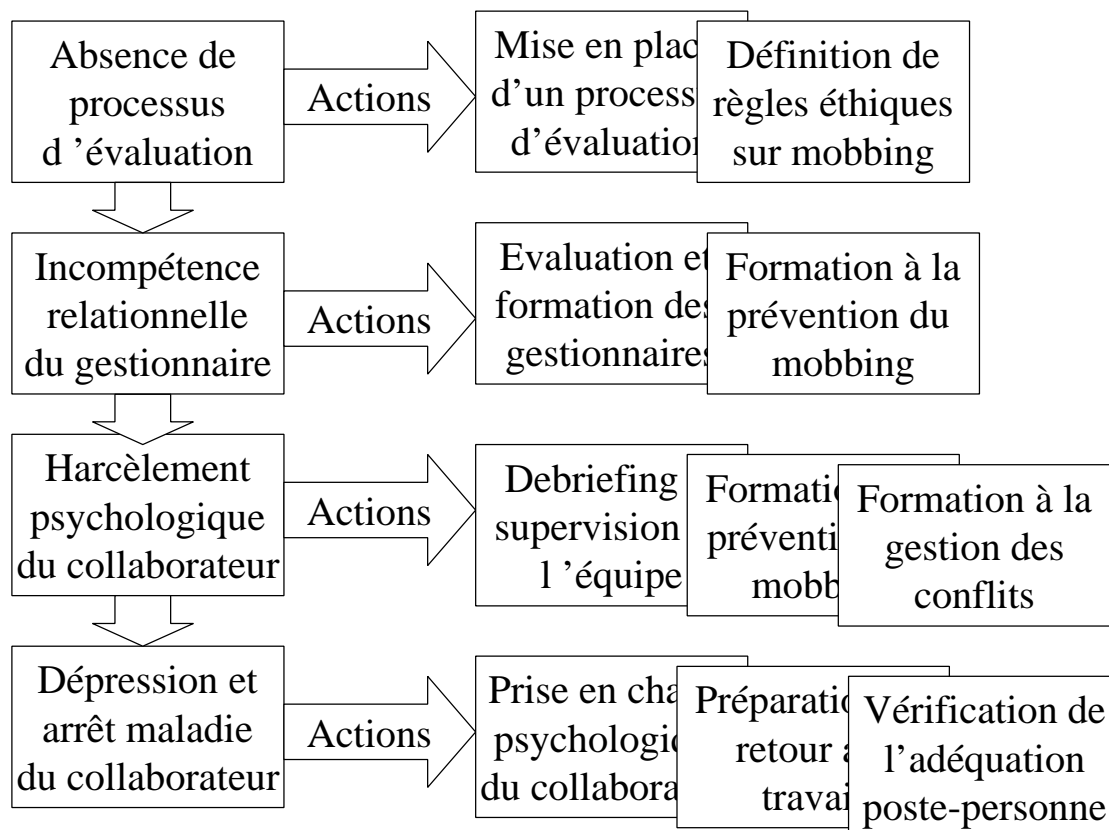 Absence de
processus
d ’évaluation
Actions
Mise en plac
d’un process
d’évaluation
Définition de
règles éthiques
sur mobbing
Incompétence
relationnelle
du gestionnaire
Actions
Evaluation et
formation des
gestionnaires
Formation à la
prévention du
mobbing
Harcèlement
psychologique
du collaborateur
Actions
Debriefing
supervision
l ’équipe
Formatio
préventi
mobb
Formation à la
gestion des
conflits
Dépression et
arrêt maladie
du collaborateur
Actions
Prise en cha
psychologiq
du collabora
Préparatio
retour a
travai
Vérification de
l’adéquation
poste-personne